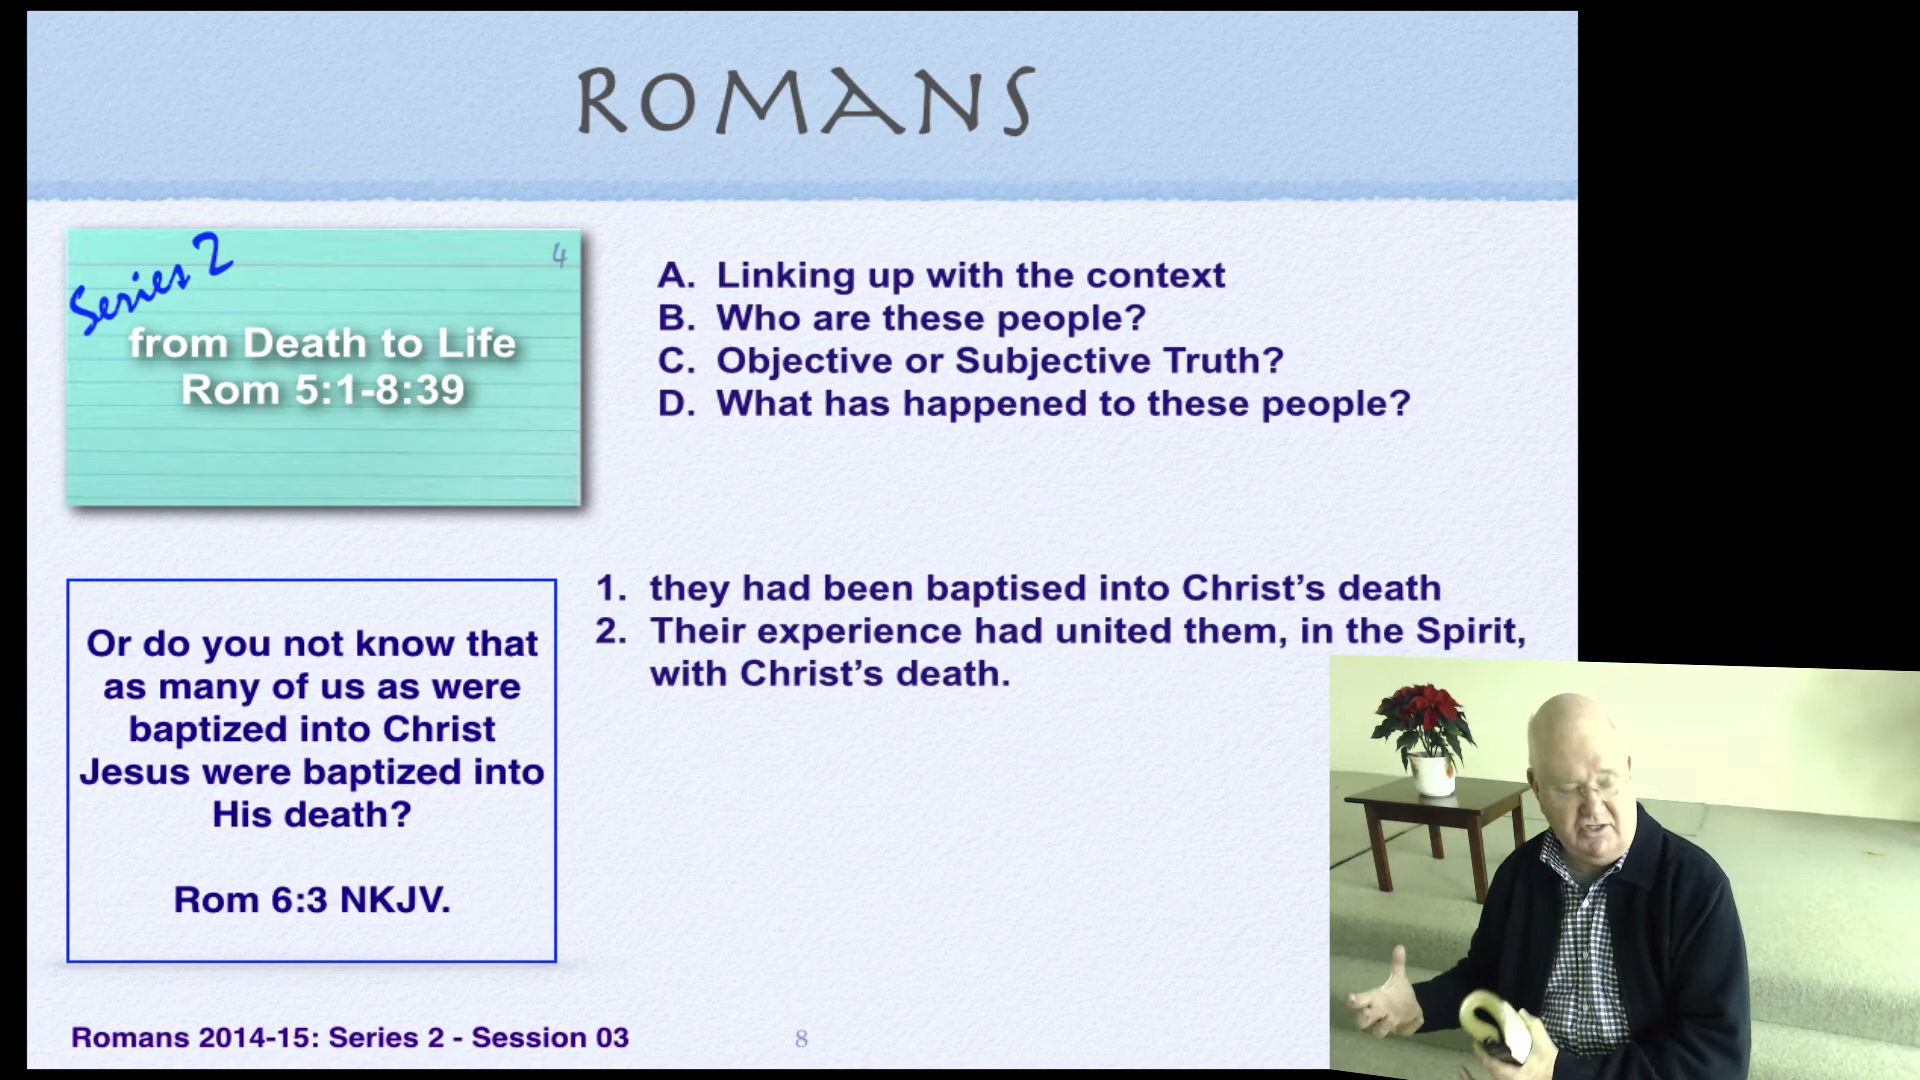 ROMANS
Series 2
4
from Death to Life
Rom 5:1-8:39
A. Linking up with the context
B. Who are these people?
C. Objective or Subjective Truth?
D. What has happened to these people?
Or do you not know that
as many of us as were
baptized into Christ
Jesus were baptized into
His death?
Rom 6:3 NKJV.
1. they had been baptised into Christ’s death
2. Their experience had united them, in the Spirit,
with Christ’s death.
Romans 2014-15: Series 2 - Session 03
8